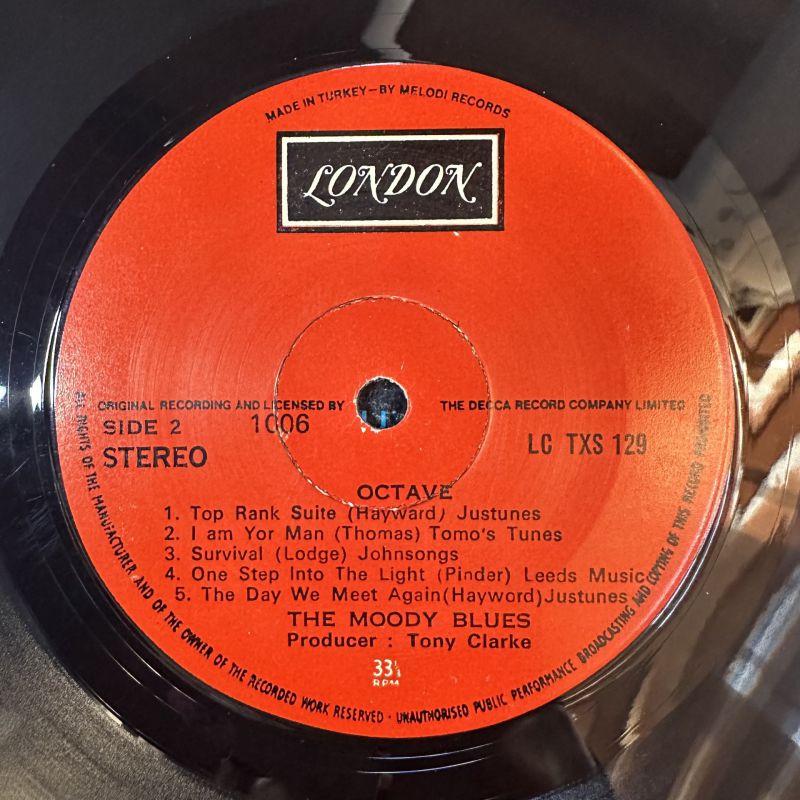 MADE IN TURKEY—BY MELODI RECORDS
LONDON
ORIGINAL RECORDING AND LICENSED BY THE DECCA RECORD COMPANY LIMITED
SIDE 2 1006
STEREO
LC TXS 129
OCTAVE
1. Top Rank Suite (Hayward) Justunes
2. I am Yor Man (Thomas) Tomo's Tunes
3. Survival (Lodge) Johnsongs
4. One Step Into The Light (Pinder) Leeds Music
5. The Day We Meet Again(Hayword)Justunes
THE MOODY BLUES
Producer : Tony Clarke
33⅓
RPM
ALL RIGHTS OF THE MANUFACTURER AND OF THE OWNER OF THE RECORDED WORK RESERVED · UNAUTHORISED PUBLIC PERFORMANCE BROADCASTING AND COPYING OF THIS RECORD PROHIBITED